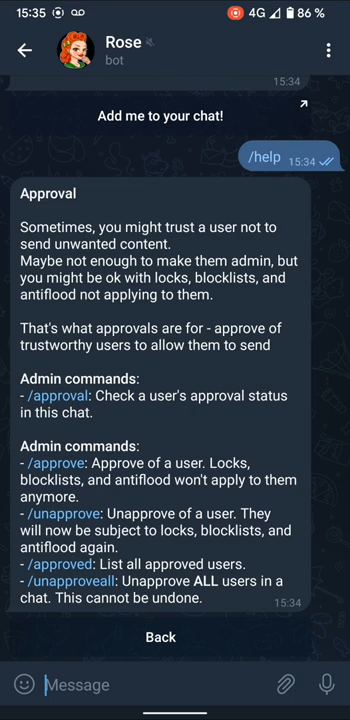 15:35
4G
86 %
Rose
bot
15:34
Add me to your chat!
/help 15:34
Approval
Sometimes, you might trust a user not to
send unwanted content.
Maybe not enough to make them admin, but
you might be ok with locks, blocklists, and
antiflood not applying to them.
That's what approvals are for - approve of
trustworthy users to allow them to send
Admin commands:
- /approval: Check a user's approval status
in this chat.
Admin commands:
- /approve: Approve of a user. Locks,
blocklists, and antiflood won't apply to them
anymore.
- /unapprove: Unapprove of a user. They
will now be subject to locks, blocklists, and
antiflood again.
- /approved: List all approved users.
- /unapproveall: Unapprove ALL users in a
chat. This cannot be undone.
15:34
Back
Message